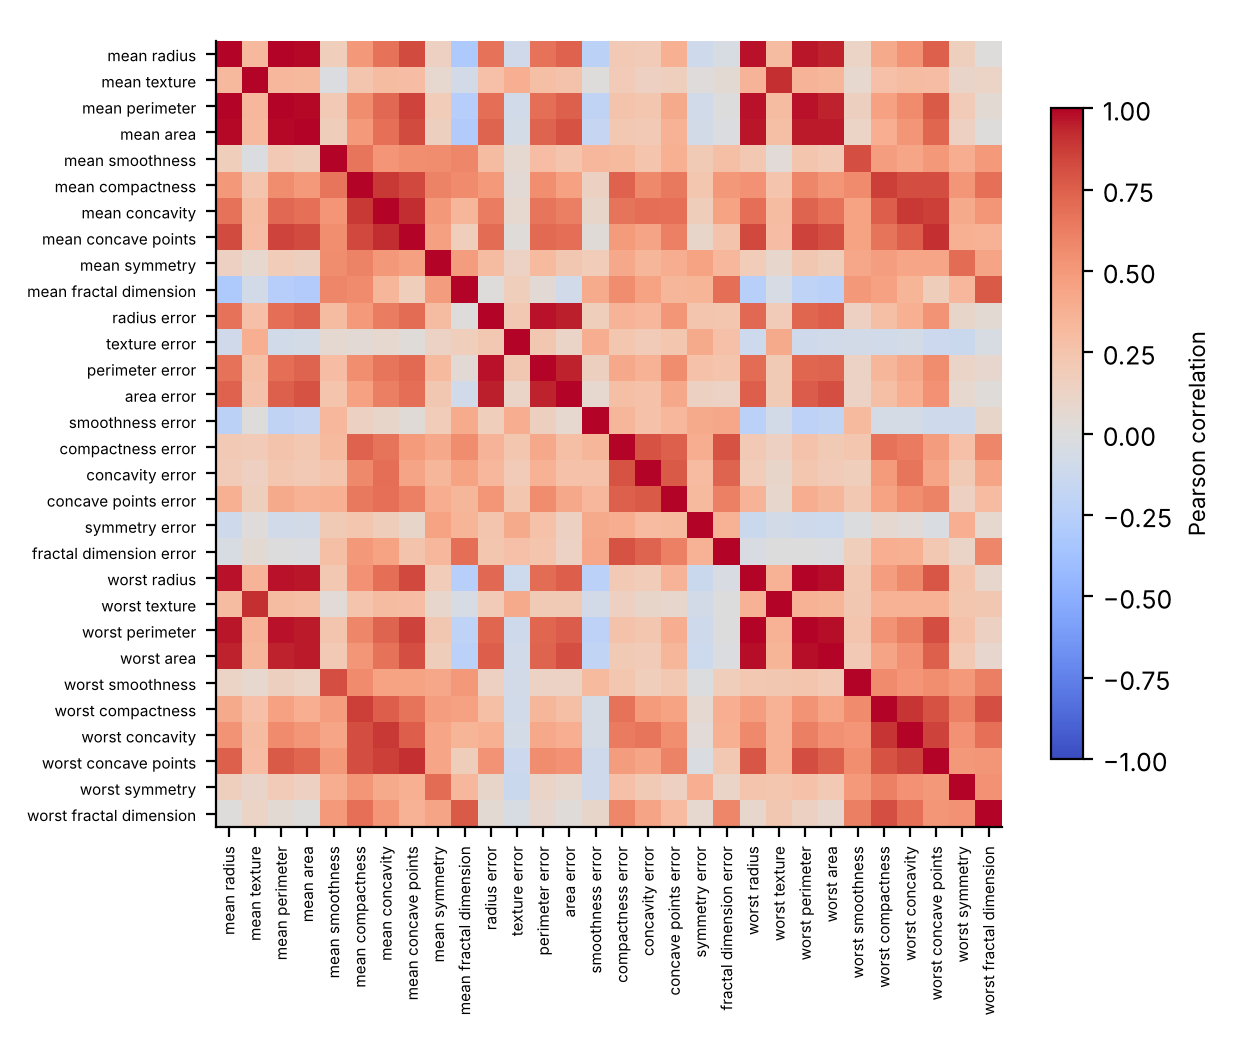 mean radius
mean texture
mean perimeter
mean area
mean smoothness
mean compactness
mean concavity
mean concave points
mean symmetry
mean fractal dimension
radius error
texture error
perimeter error
area error
smoothness error
compactness error
concavity error
concave points error
symmetry error
fractal dimension error
worst radius
worst texture
worst perimeter
worst area
worst smoothness
worst compactness
worst concavity
worst concave points
worst symmetry
worst fractal dimension
mean radius
mean texture
mean perimeter
mean area
mean smoothness
mean compactness
mean concavity
mean concave points
mean symmetry
mean fractal dimension
radius error
texture error
perimeter error
area error
smoothness error
compactness error
concavity error
concave points error
symmetry error
fractal dimension error
worst radius
worst texture
worst perimeter
worst area
worst smoothness
worst compactness
worst concavity
worst concave points
worst symmetry
worst fractal dimension
1.00
0.75
0.50
0.25
0.00
−0.25
−0.50
−0.75
−1.00
Pearson correlation